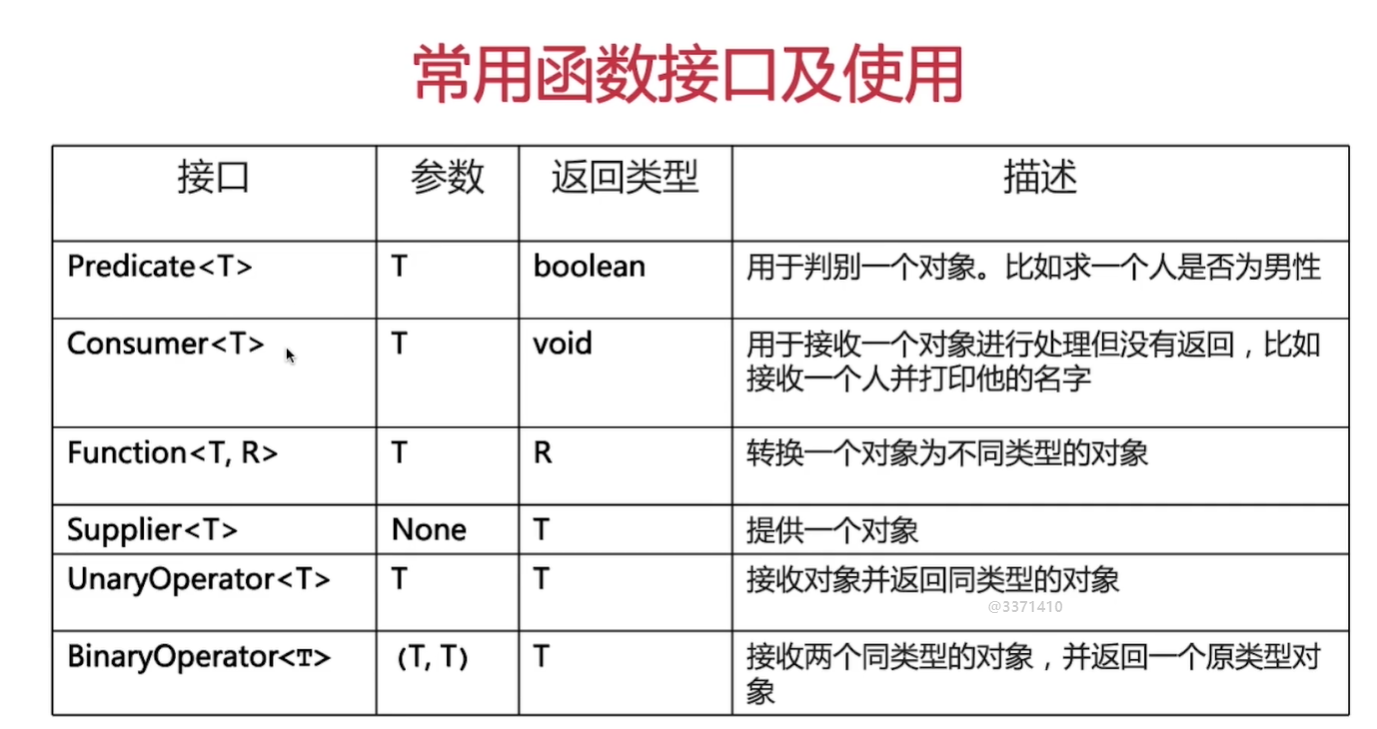 常用函数接口及使用
接口 参数 返回类型 描述
Predicate<T> T boolean 用于判别一个对象。比如求一个人是否为男性
Consumer<T> T void 用于接收一个对象进行处理但没有返回，比如
接收一个人并打印他的名字
Function<T, R> T R 转换一个对象为不同类型的对象
Supplier<T> None T 提供一个对象
UnaryOperator<T> T T 接收对象并返回同类型的对象
@3371410
BinaryOperator<T> (T, T) T 接收两个同类型的对象，并返回一个原类型对
象